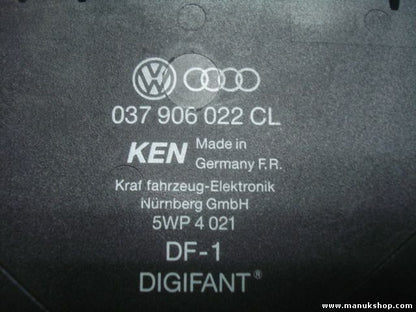 037 906 022 CL
KEN Made in
Germany F.R.
Kraf fahrzeug-Elektronik
Nürnberg GmbH
5WP 4 021
DF-1
DIGIFANT®
www.manukshop.com